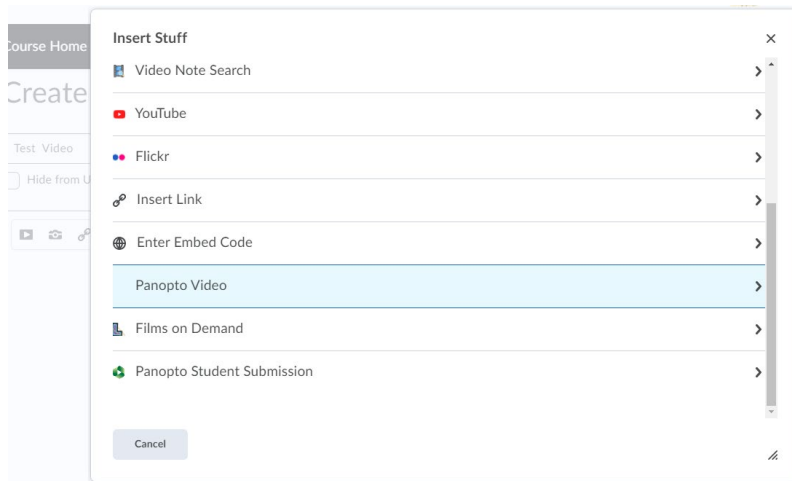 Insert Stuff
Course Home
Video Note Search
Create
YouTube
Test Video
Flickr
Hide from U
Insert Link
Enter Embed Code
Panopto Video
Films on Demand
Panopto Student Submission
Cancel